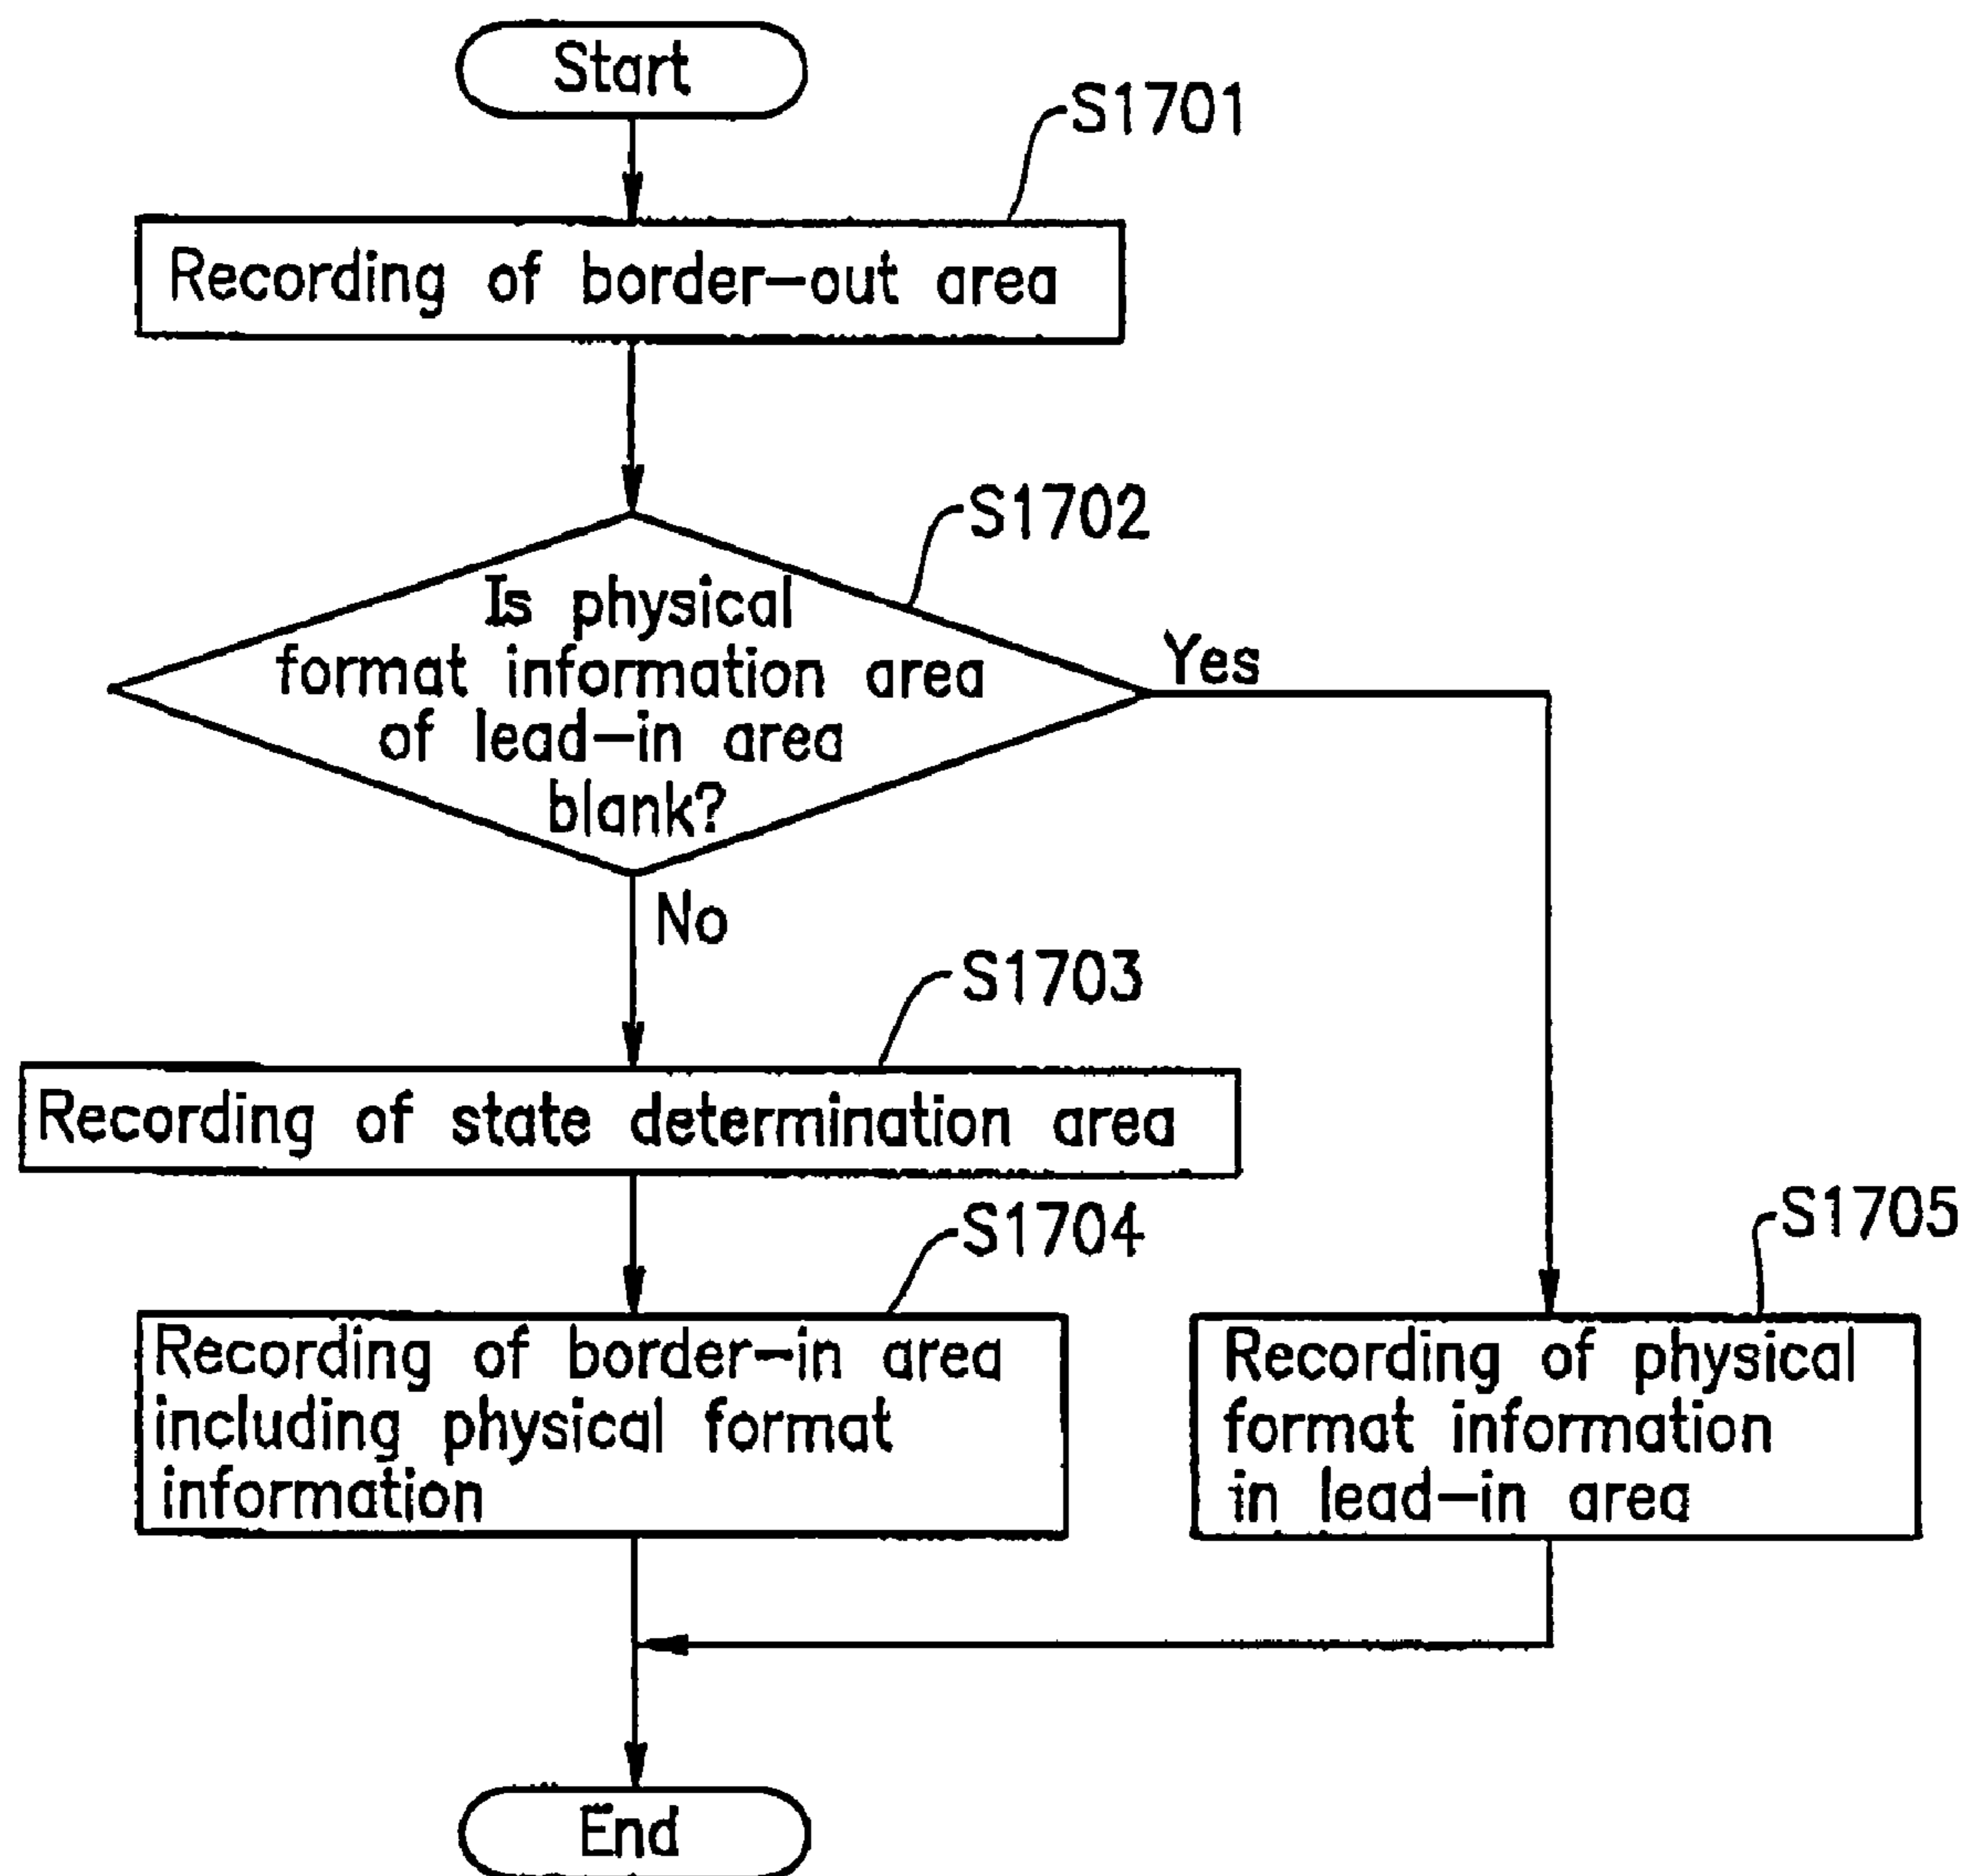 Start
S1701
Recording of border-out area
S1702
Is physical
format information area
of lead-in area
blank?
Yes
No
S1703
Recording of state determination area
S1704
Recording of border-in area
including physical format
information
S1705
Recording of physical
format information
in lead-in area
End